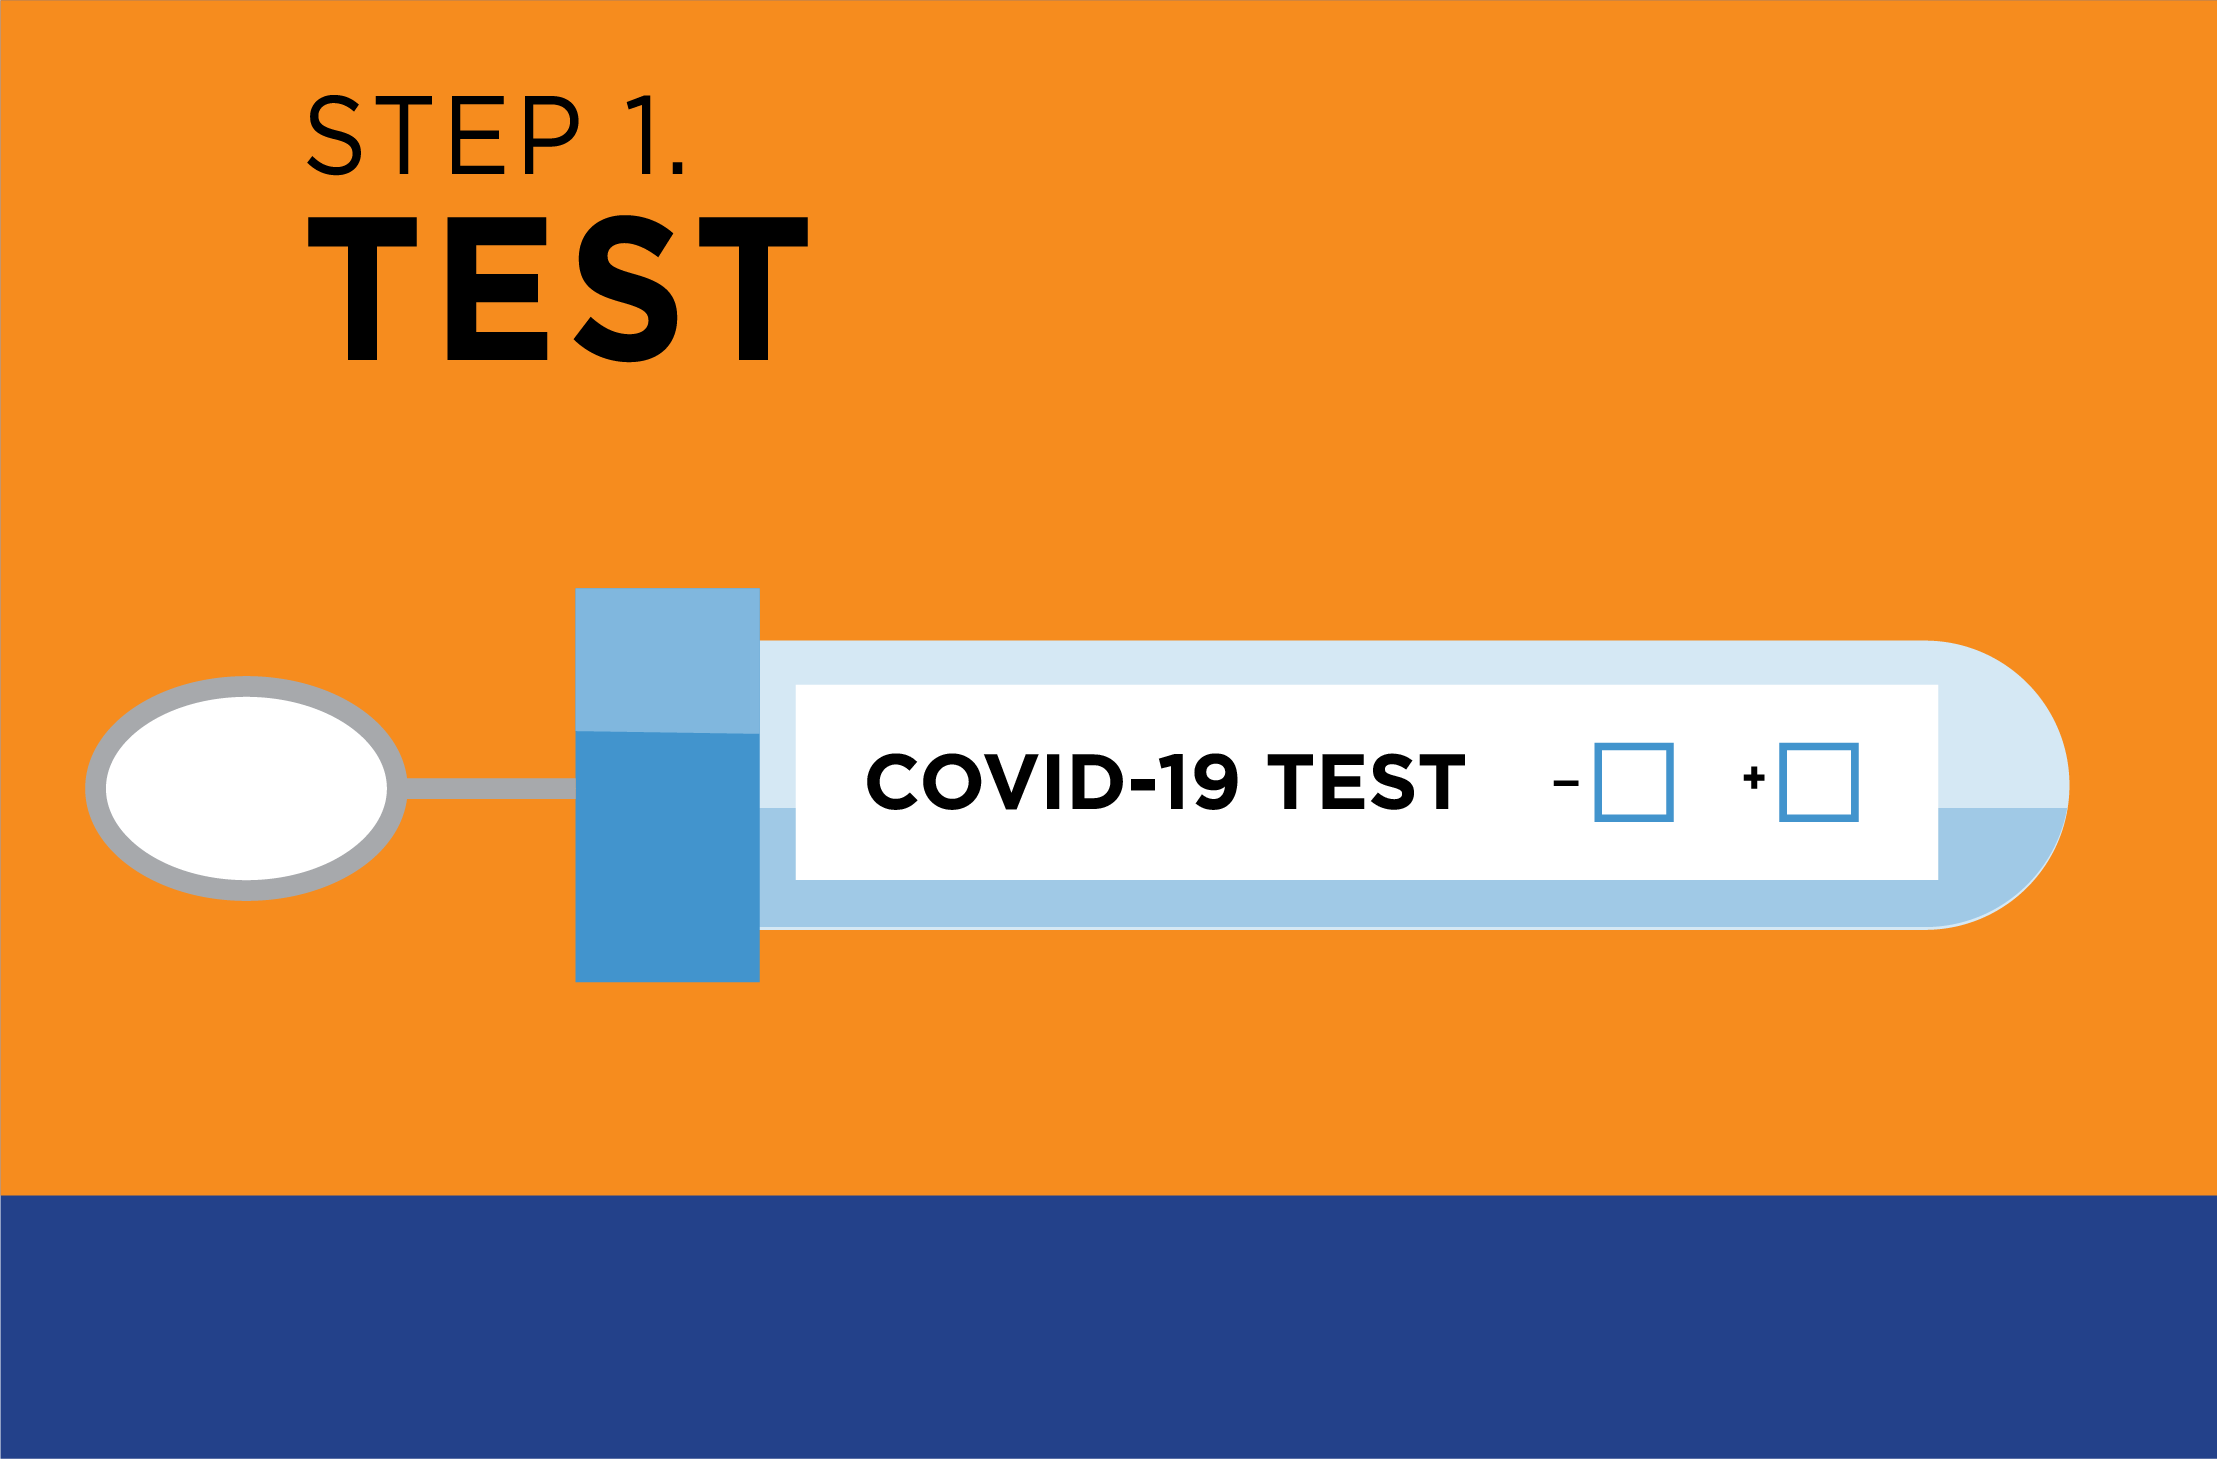 STEP 1.
TEST
COVID-19 TEST – +